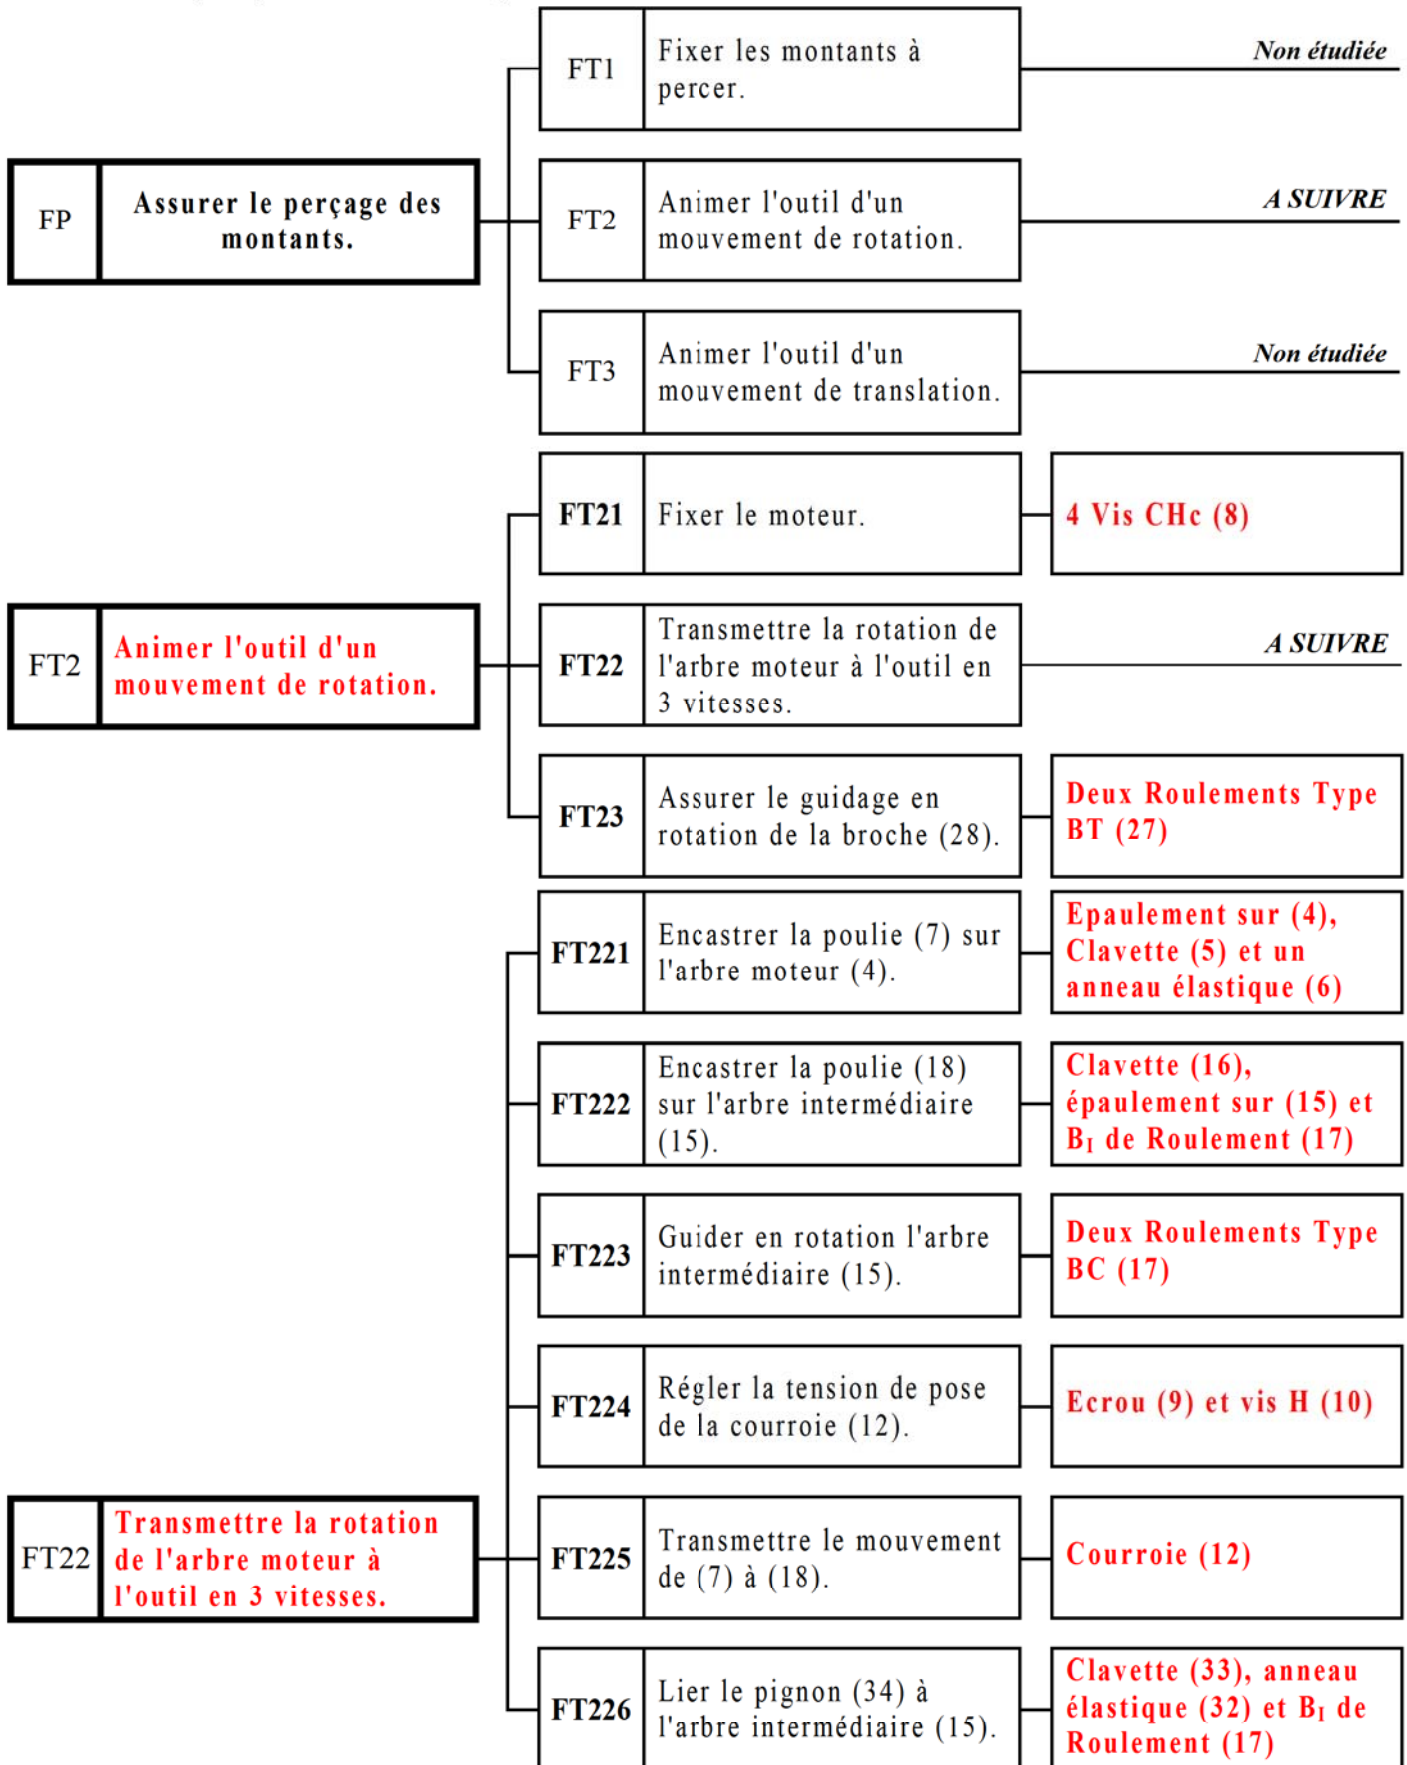 FT1
Fixer les montants à
percer.
Non étudiée
FP
Assurer le perçage des
montants.
FT2
Animer l'outil d'un
mouvement de rotation.
A SUIVRE
FT3
Animer l'outil d'un
mouvement de translation.
Non étudiée
FT21
Fixer le moteur.
4 Vis CHc (8)
FT2
Animer l'outil d'un
mouvement de rotation.
FT22
Transmettre la rotation de
l'arbre moteur à l'outil en
3 vitesses.
A SUIVRE
FT23
Assurer le guidage en
rotation de la broche (28).
Deux Roulements Type
BT (27)
FT221
Encastrer la poulie (7) sur
l'arbre moteur (4).
Epaulement sur (4),
Clavette (5) et un
anneau élastique (6)
FT222
Encastrer la poulie (18)
sur l'arbre intermédiaire
(15).
Clavette (16),
épaulement sur (15) et
BI de Roulement (17)
FT223
Guider en rotation l'arbre
intermédiaire (15).
Deux Roulements Type
BC (17)
FT224
Régler la tension de pose
de la courroie (12).
Ecrou (9) et vis H (10)
FT22
Transmettre la rotation
de l'arbre moteur à
l'outil en 3 vitesses.
FT225
Transmettre le mouvement
de (7) à (18).
Courroie (12)
FT226
Lier le pignon (34) à
l'arbre intermédiaire (15).
Clavette (33), anneau
élastique (32) et BI de
Roulement (17)